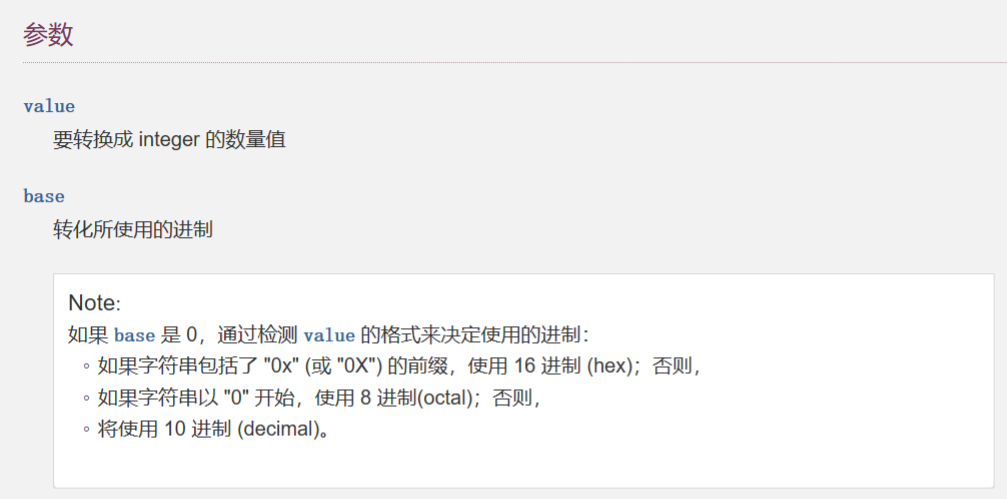 参数
value
要转换成 integer 的数量值
base
转化所使用的进制
Note:
如果 base 是 0，通过检测 value 的格式来决定使用的进制：
◦ 如果字符串包括了 "0x" (或 "0X") 的前缀，使用 16 进制 (hex)；否则，
◦ 如果字符串以 "0" 开始，使用 8 进制(octal)；否则，
◦ 将使用 10 进制 (decimal)。